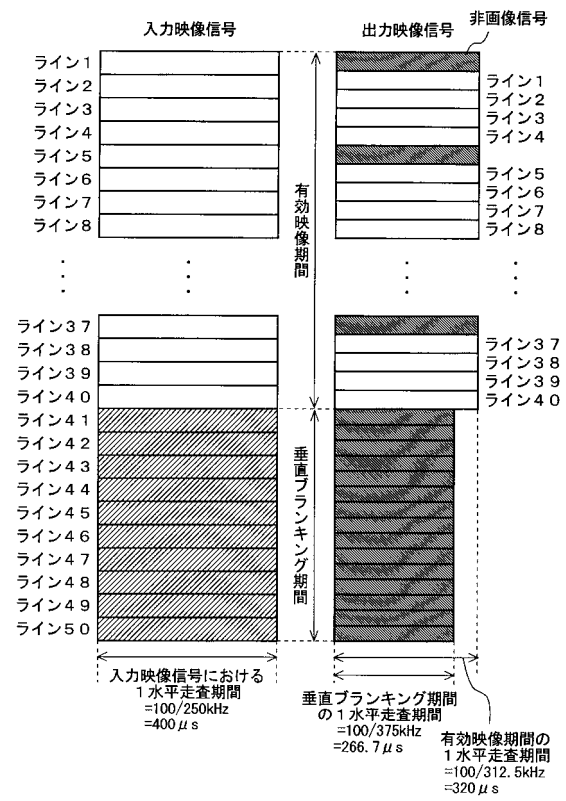 入力映像信号
出力映像信号
非画像信号
ライン1
ライン2
ライン3
ライン4
ライン5
ライン6
ライン7
ライン8
ライン37
ライン38
ライン39
ライン40
ライン41
ライン42
ライン43
ライン44
ライン45
ライン46
ライン47
ライン48
ライン49
ライン50
有効映像期間
垂直ブランキング期間
ライン1
ライン2
ライン3
ライン4
ライン5
ライン6
ライン7
ライン8
ライン37
ライン38
ライン39
ライン40
入力映像信号における
1水平走査期間
=100/250kHz
=400μs
垂直ブランキング期間
の1水平走査期間
=100/375kHz
=266.7μs
有効映像期間の
1水平走査期間
=100/312.5kHz
=320μs